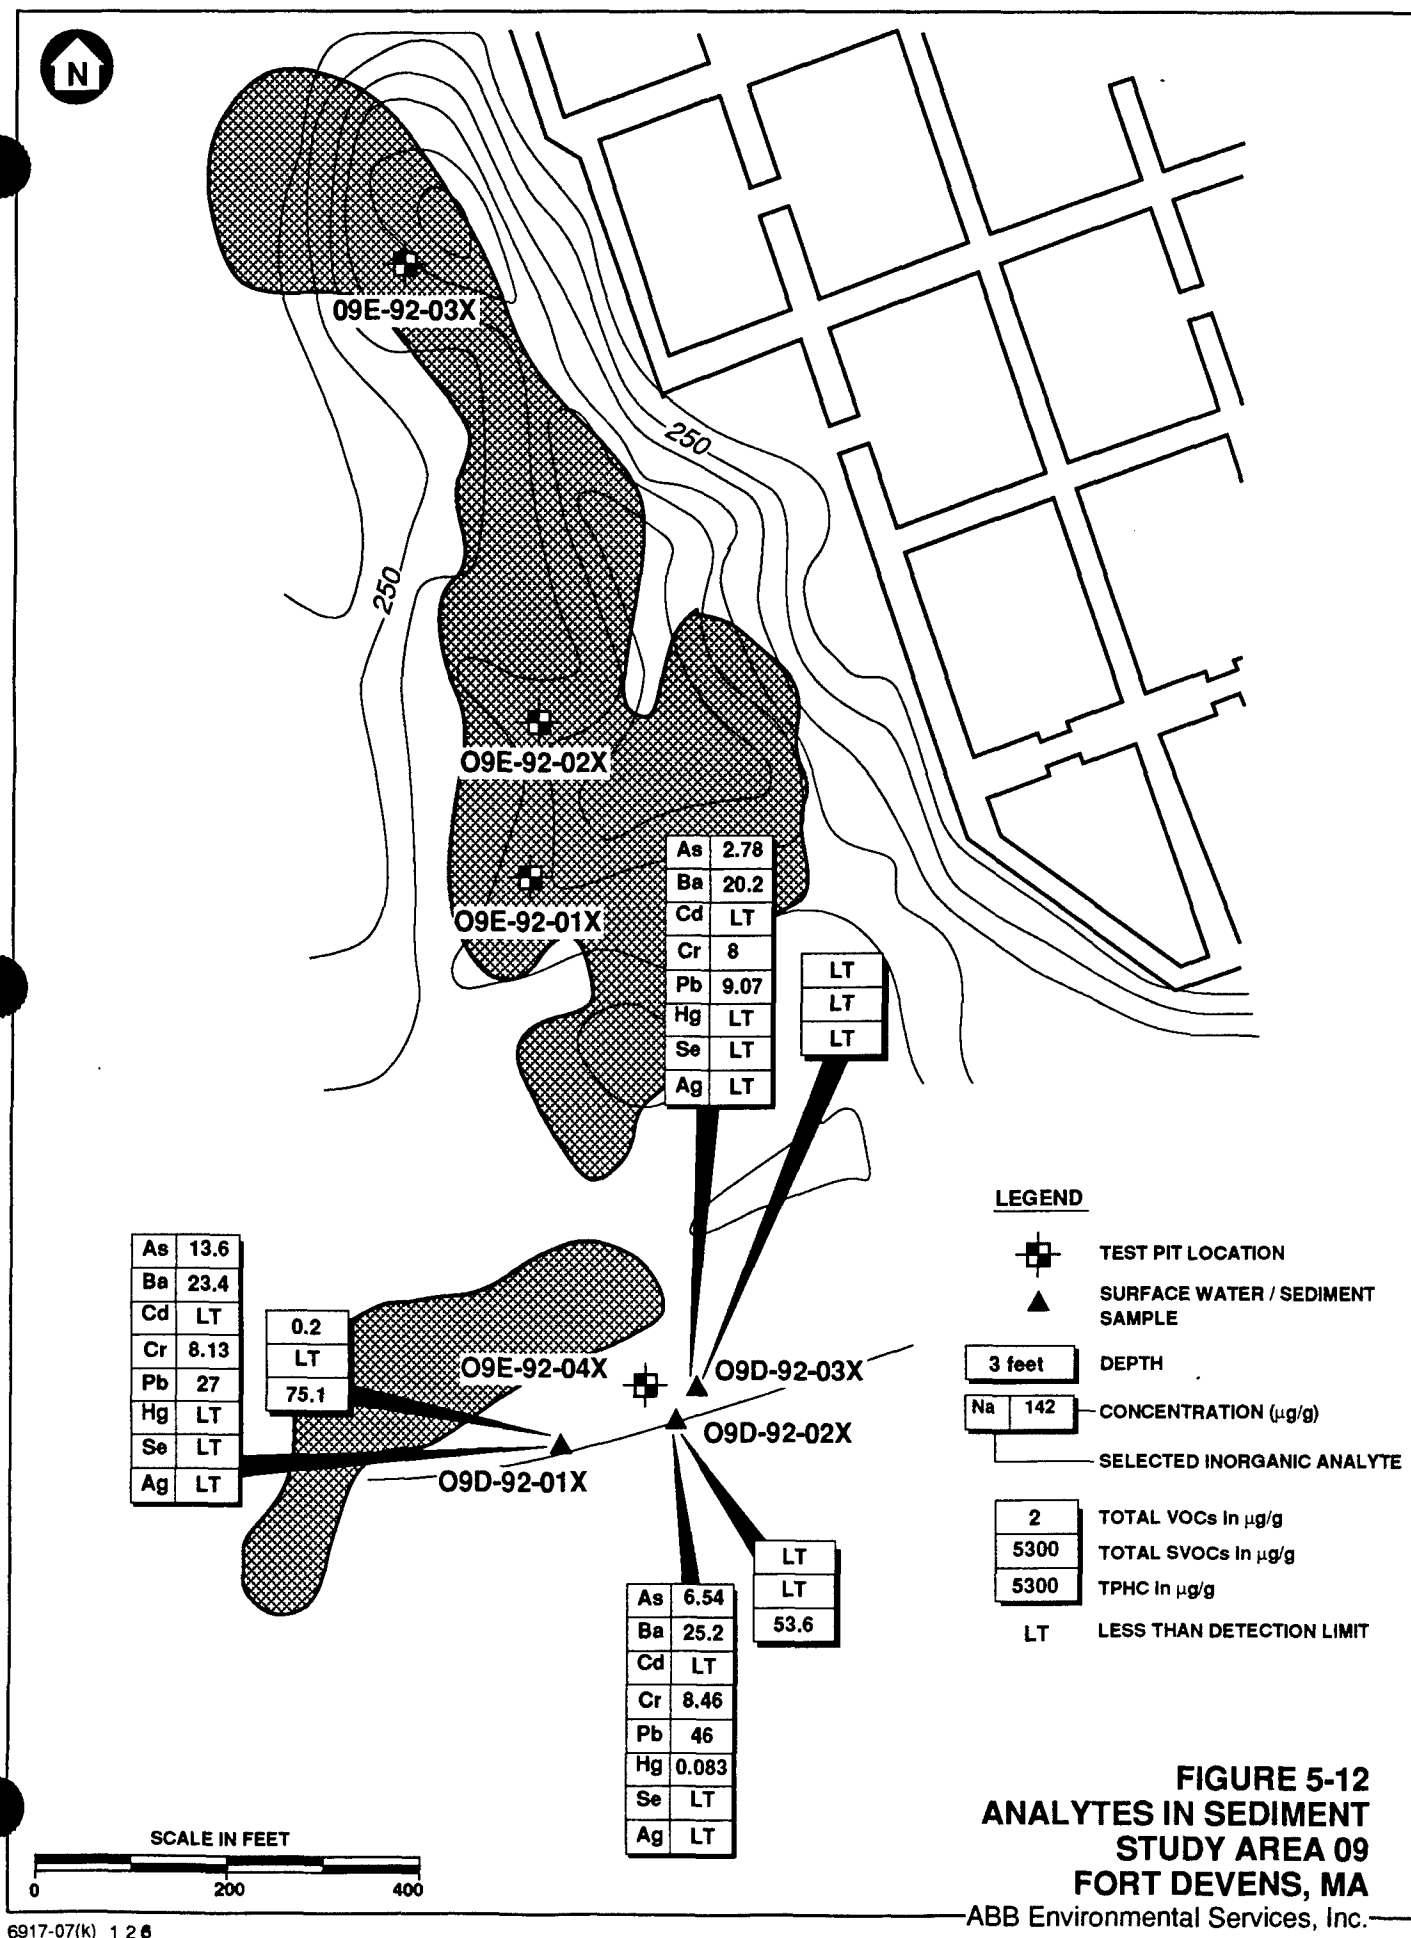 N
09E-92-03X
250
250
O9E-92-02X
O9E-92-01X
As 2.78
Ba 20.2
Cd LT
Cr 8
Pb 9.07
Hg LT
Se LT
Ag LT
LT
LT
LT
As 13.6
Ba 23.4
Cd LT
Cr 8.13
Pb 27
Hg LT
Se LT
Ag LT
0.2
LT
75.1
O9E-92-04X
O9D-92-03X
O9D-92-02X
O9D-92-01X
LT
LT
53.6
As 6.54
Ba 25.2
Cd LT
Cr 8.46
Pb 46
Hg 0.083
Se LT
Ag LT
LEGEND
TEST PIT LOCATION
SURFACE WATER / SEDIMENT
SAMPLE
3 feet DEPTH
Na 142 CONCENTRATION (µg/g)
SELECTED INORGANIC ANALYTE
2 TOTAL VOCs in µg/g
5300 TOTAL SVOCs in µg/g
5300 TPHC in µg/g
LT LESS THAN DETECTION LIMIT
SCALE IN FEET
0 200 400
FIGURE 5-12
ANALYTES IN SEDIMENT
STUDY AREA 09
FORT DEVENS, MA
ABB Environmental Services, Inc.
6917-07(k) 1 2 6